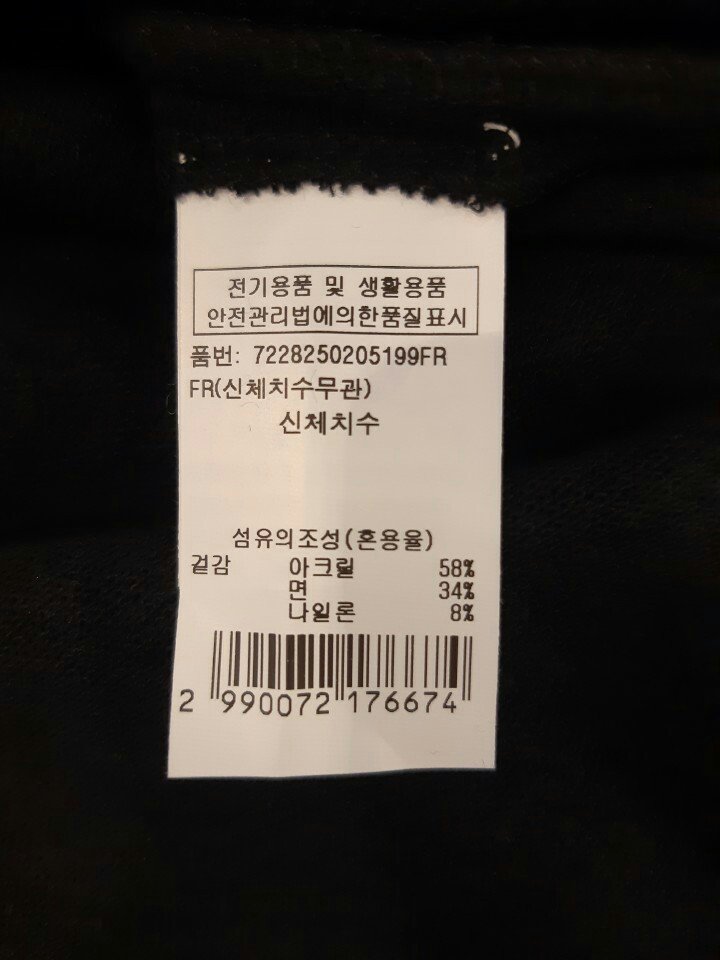 전기용품 및 생활용품
안전관리법에의한품질표시
품번: 7228250205199FR
FR(신체치수무관)
신체치수
섬유의조성(혼용율)
겉감 아크릴 58%
면 34%
나일론 8%
2 990072 176674